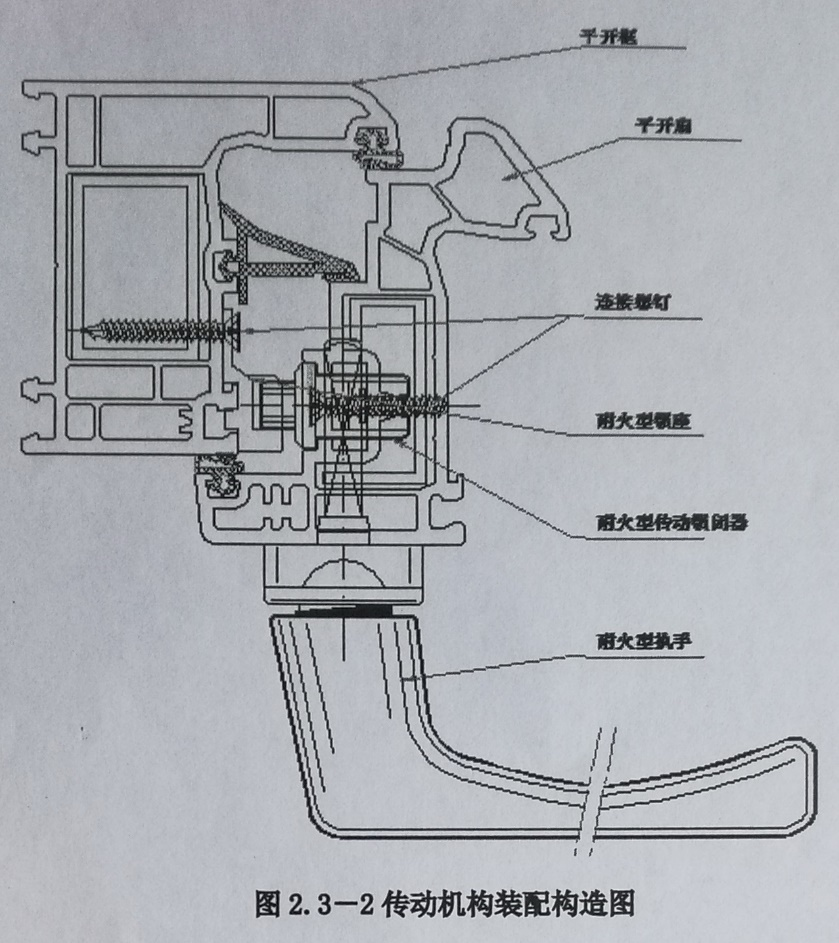 平开框
平开扇
连接螺钉
耐火型锁座
耐火型传动锁闭器
耐火型执手
图 2.3—2 传动机构装配构造图